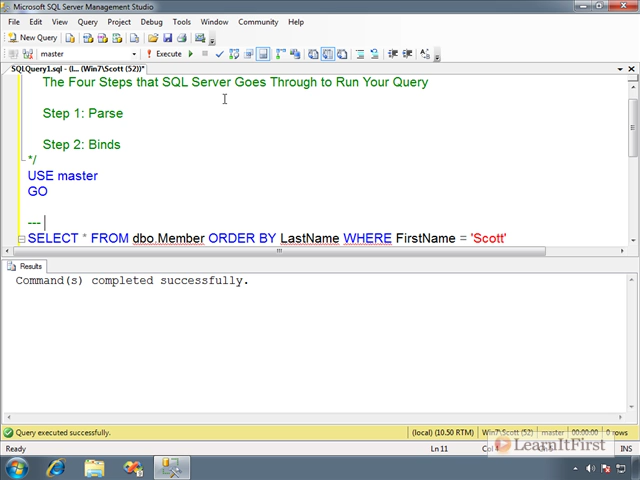 Microsoft SQL Server Management Studio
File Edit View Query Project Debug Tools Window Community Help
New Query
master Execute
SQLQuery1.sql - (l... (Win7\Scott (52))*
The Four Steps that SQL Server Goes Through to Run Your Query
Step 1: Parse
Step 2: Binds
*/
USE master
GO
---
SELECT * FROM dbo.Member ORDER BY LastName WHERE FirstName = 'Scott'
Results
Command(s) completed successfully.
Query executed successfully. (local) (10.50 RTM) Win7\Scott (52) master 00:00:00 0 rows
LearnItFirst
Ready Ln 11 INS